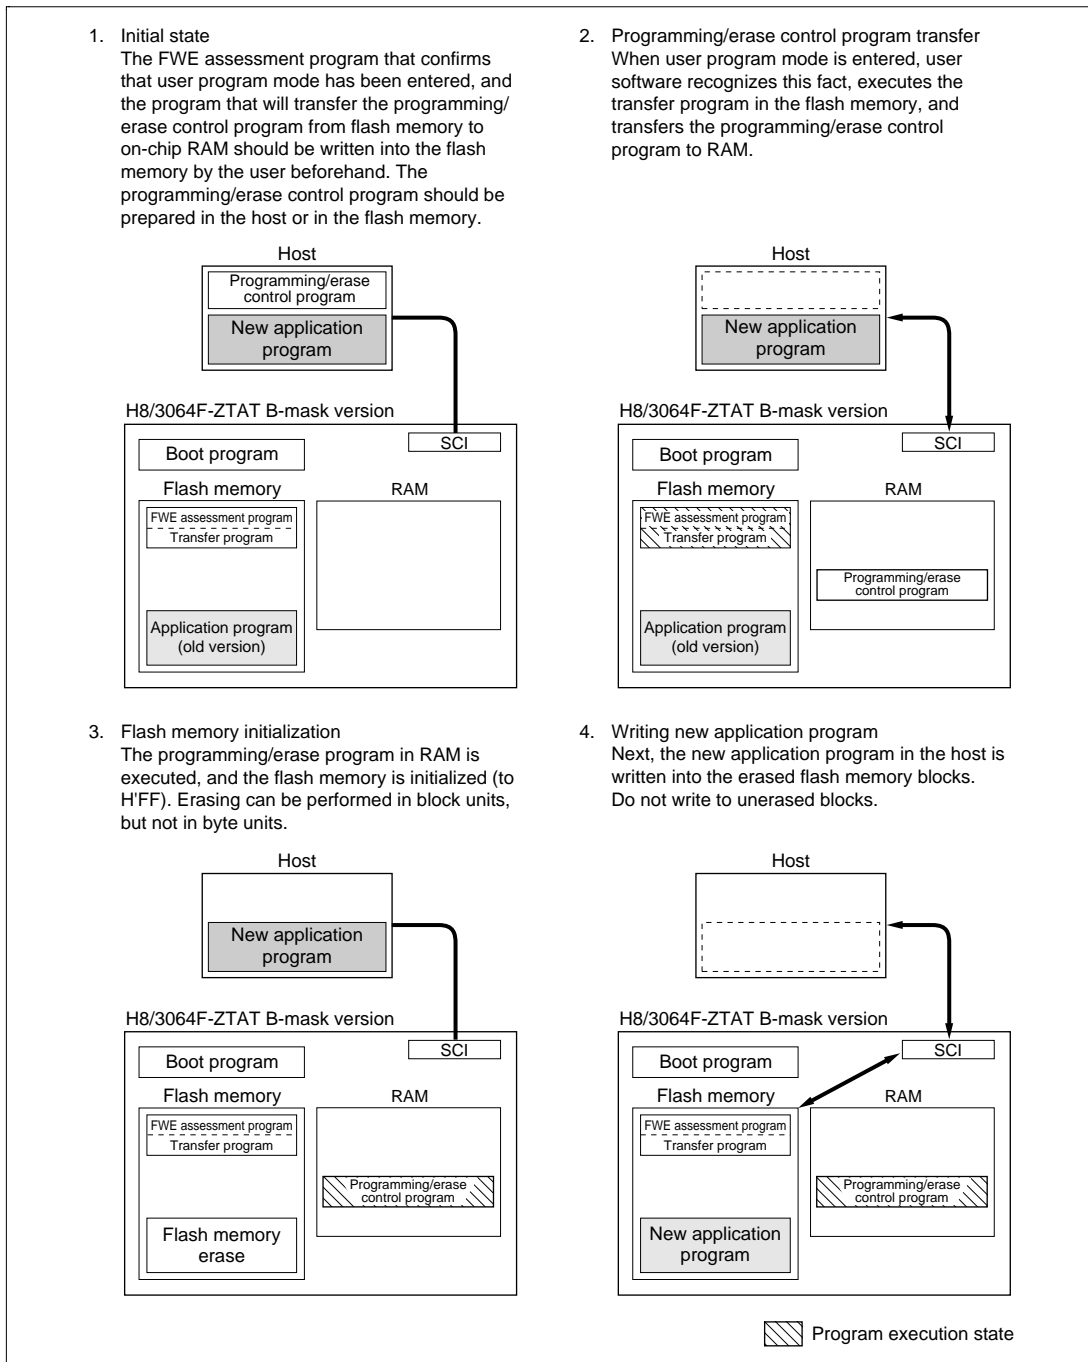 1. Initial state
The FWE assessment program that confirms
that user program mode has been entered, and
the program that will transfer the programming/
erase control program from flash memory to
on-chip RAM should be written into the flash
memory by the user beforehand. The
programming/erase control program should be
prepared in the host or in the flash memory.
Host
Programming/erase
control program
New application
program
H8/3064F-ZTAT B-mask version
SCI
Boot program
Flash memory
RAM
FWE assessment program
Transfer program
Application program
(old version)
2. Programming/erase control program transfer
When user program mode is entered, user
software recognizes this fact, executes the
transfer program in the flash memory, and
transfers the programming/erase control
program to RAM.
Host
New application
program
H8/3064F-ZTAT B-mask version
SCI
Boot program
Flash memory
RAM
FWE assessment program
Transfer program
Programming/erase
control program
Application program
(old version)
3. Flash memory initialization
The programming/erase program in RAM is
executed, and the flash memory is initialized (to
H'FF). Erasing can be performed in block units,
but not in byte units.
Host
New application
program
H8/3064F-ZTAT B-mask version
SCI
Boot program
Flash memory
RAM
FWE assessment program
Transfer program
Programming/erase
control program
Flash memory
erase
4. Writing new application program
Next, the new application program in the host is
written into the erased flash memory blocks.
Do not write to unerased blocks.
Host
H8/3064F-ZTAT B-mask version
SCI
Boot program
Flash memory
RAM
FWE assessment program
Transfer program
Programming/erase
control program
New application
program
Program execution state